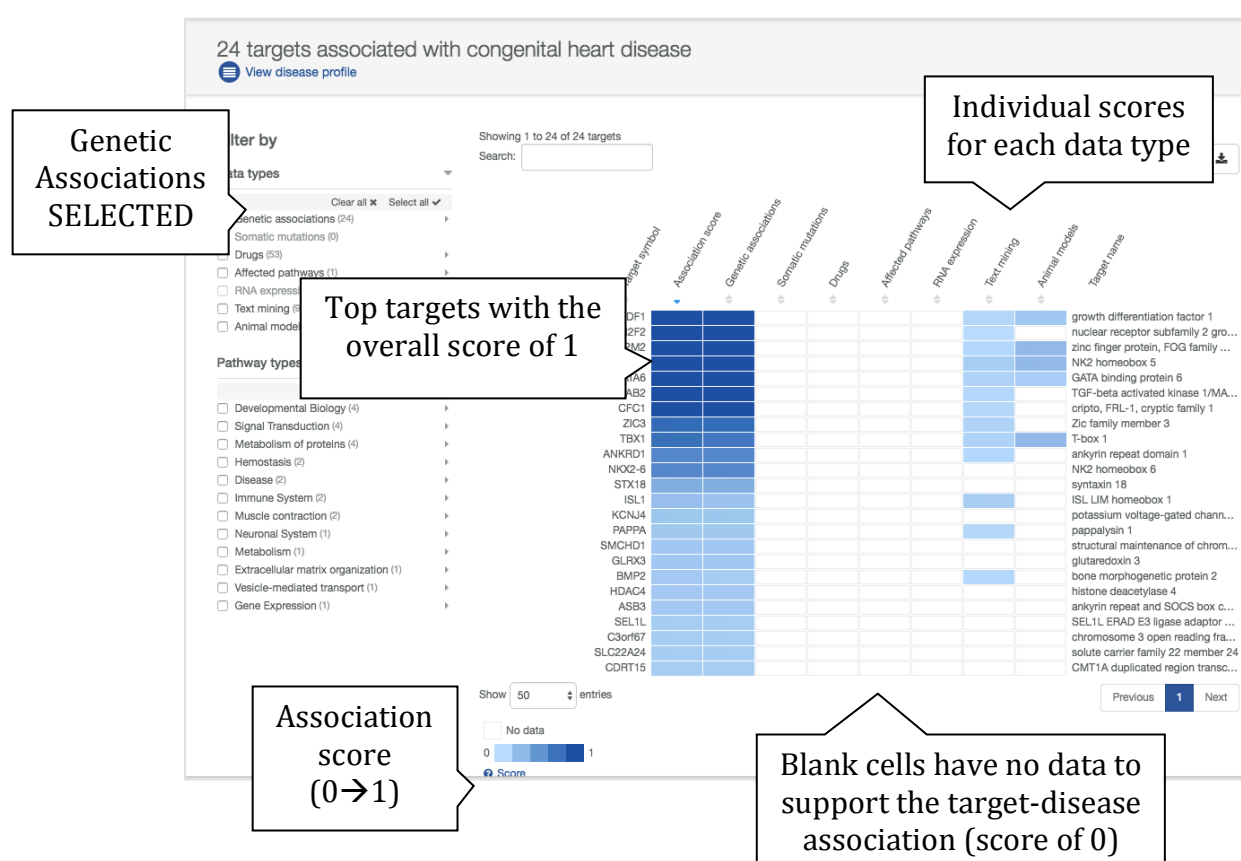 24 targets associated with congenital heart disease
View disease profile
Genetic
Associations
SELECTED
Individual scores
for each data type
Showing 1 to 24 of 24 targets
Search:
Clear all ✖ Select all ✔
Genetic associations (24)
Somatic mutations (0)
Drugs (53)
Affected pathways (1)
Text mining
Top targets with the
overall score of 1
Pathway types
Developmental Biology (4)
Signal Transduction (4)
Metabolism of proteins (4)
Hemostasis (2)
Disease (2)
Immune System (2)
Muscle contraction (2)
Neuronal System (1)
Metabolism (1)
Extracellular matrix organization (1)
Vesicle-mediated transport (1)
Gene Expression (1)
Target symbol
Association score
Genetic associations
Somatic mutations
Drugs
Affected pathways
RNA expression
Text mining
Animal models
Target name
growth differentiation factor 1
nuclear receptor subfamily 2 gro...
zinc finger protein, FOG family ...
NK2 homeobox 5
GATA binding protein 6
TGF-beta activated kinase 1/MA...
CFC1 cripto, FRL-1, cryptic family 1
ZIC3 Zic family member 3
TBX1 T-box 1
ANKRD1 ankyrin repeat domain 1
NKX2-6 NK2 homeobox 6
STX18 syntaxin 18
ISL1 ISL LIM homeobox 1
KCNJ4 potassium voltage-gated chann...
PAPPA pappalysin 1
SMCHD1 structural maintenance of chrom...
GLRX3 glutaredoxin 3
BMP2 bone morphogenetic protein 2
HDAC4 histone deacetylase 4
ASB3 ankyrin repeat and SOCS box c...
SEL1L SEL1L ERAD E3 ligase adaptor ...
C3orf67 chromosome 3 open reading fra...
SLC22A24 solute carrier family 22 member 24
CDRT15 CMT1A duplicated region transc...
Show 50 entries
Previous 1 Next
No data
0 1
Score
Association
score
(0→1)
Blank cells have no data to
support the target-disease
association (score of 0)